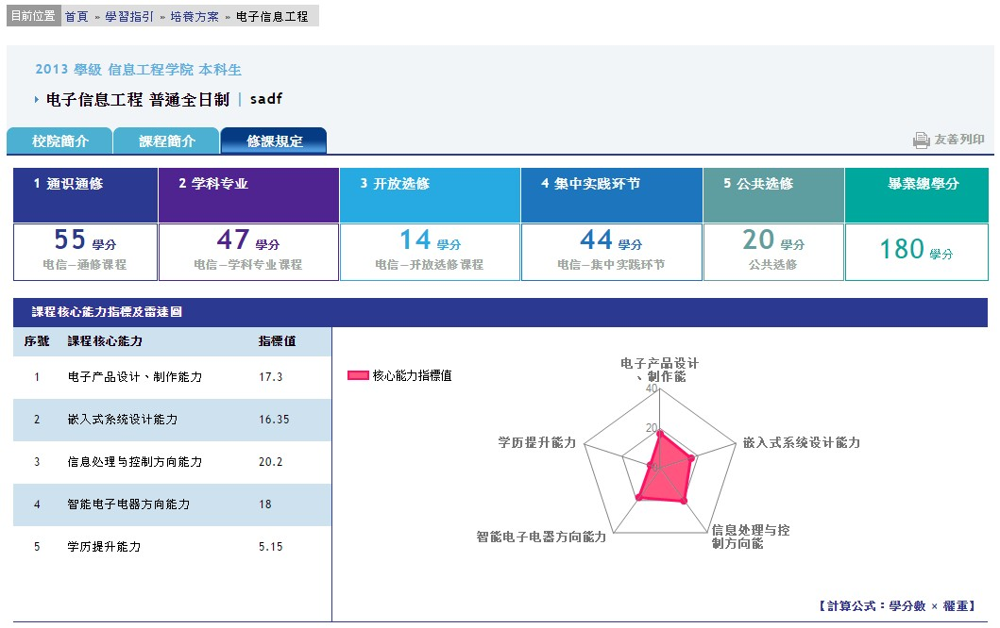 目前位置 首頁 » 學習指引 » 培養方案 » 电子信息工程
2013 學級 信息工程学院 本科生
电子信息工程 普通全日制 | sadf
校院簡介 課程簡介 修課規定 友善列印
1 通识通修 2 学科专业 3 开放选修 4 集中实践环节 5 公共选修 畢業總學分
55 學分 47 學分 14 學分 44 學分 20 學分 180 學分
电信—通修课程 电信—学科专业课程 电信—开放选修课程 电信—集中实践环节 公共选修
課程核心能力指標及雷達圖
序號 課程核心能力 指標值
1 电子产品设计、制作能力 17.3
2 嵌入式系统设计能力 16.35
3 信息处理与控制方向能力 20.2
4 智能电子电器方向能力 18
5 学历提升能力 5.15
核心能力指標值
电子产品设计
、制作能
40
20
0
嵌入式系统设计能力
学历提升能力
信息处理与控
制方向能
智能电子电器方向能力
【計算公式：學分數 × 權重】